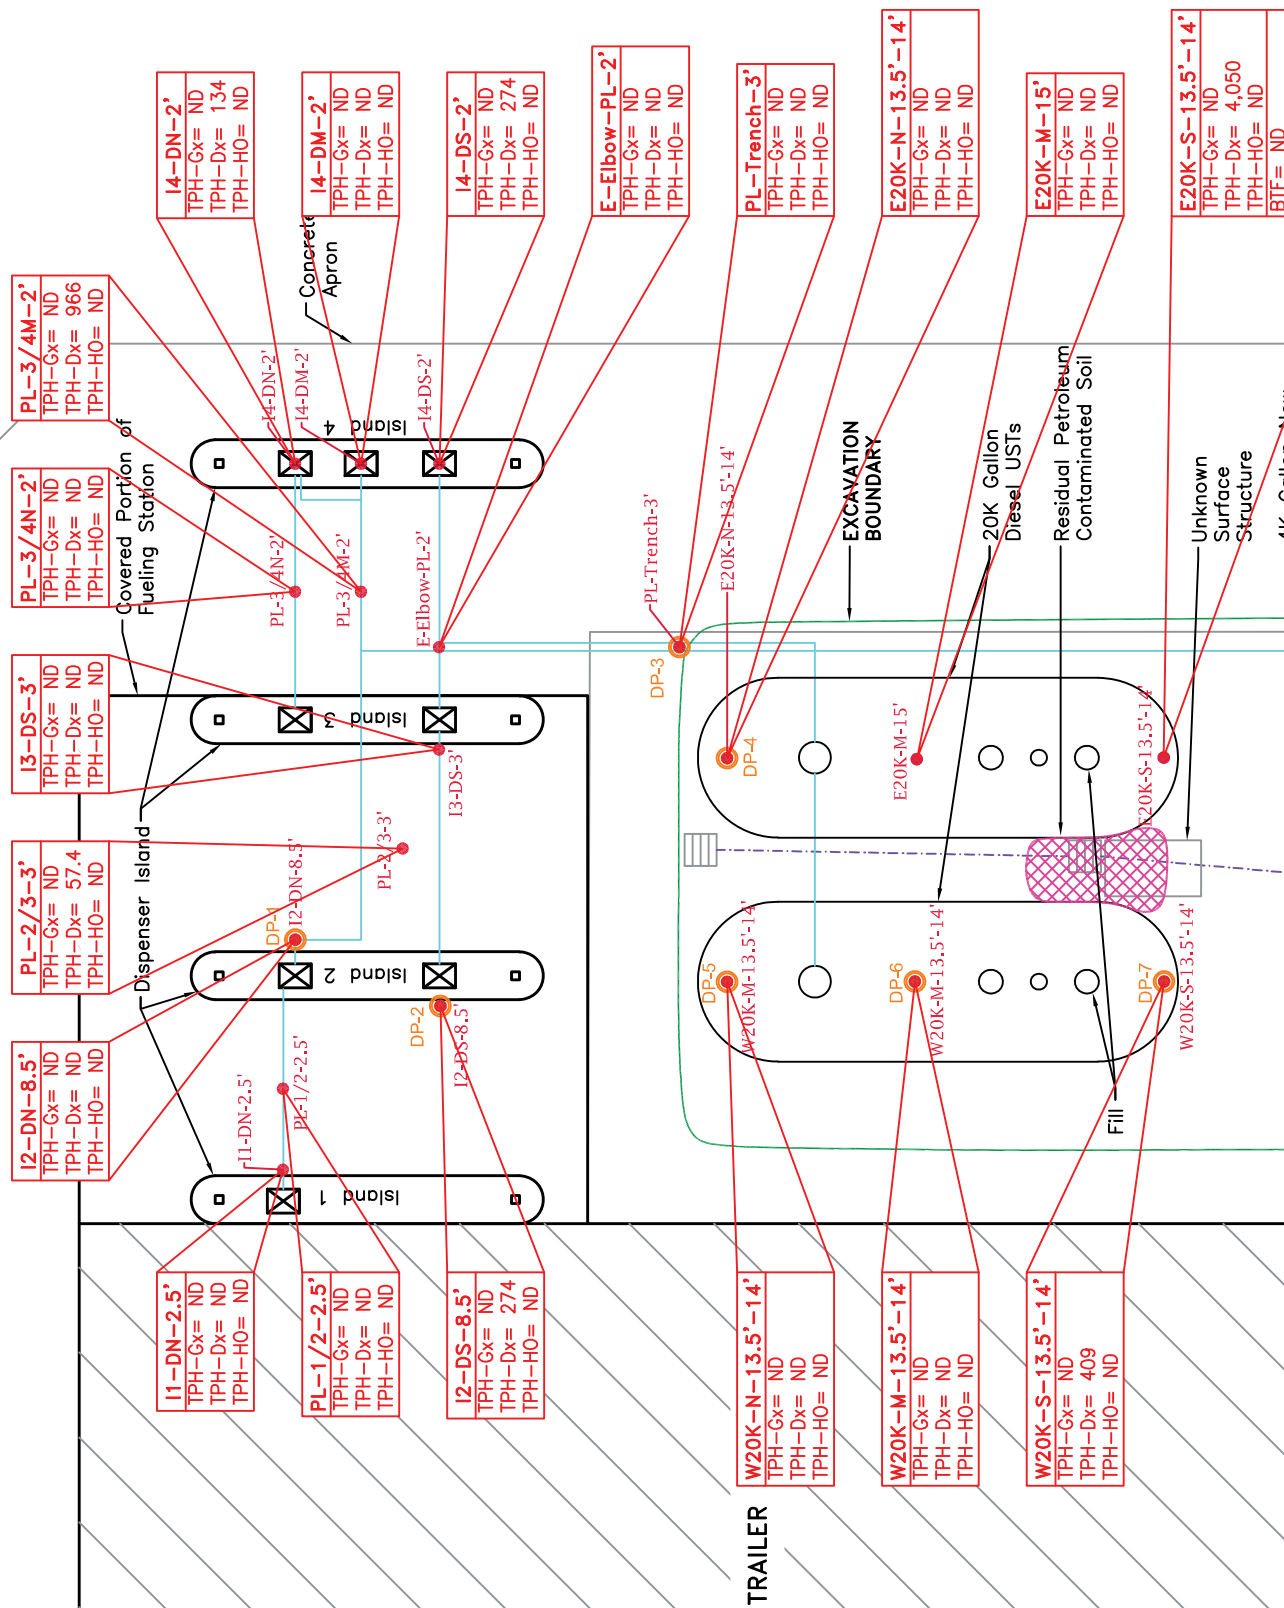 PL-3/4M-2'
TPH-Gx= ND
TPH-Dx= 966
TPH-HO= ND
PL-3/4N-2'
TPH-Gx= ND
TPH-Dx= ND
TPH-HO= ND
I3-DS-3'
TPH-Gx= ND
TPH-Dx= ND
TPH-HO= ND
PL-2/3-3'
TPH-Gx= ND
TPH-Dx= 57.4
TPH-HO= ND
I2-DN-8.5'
TPH-Gx= ND
TPH-Dx= ND
TPH-HO= ND
I4-DN-2'
TPH-Gx= ND
TPH-Dx= 134
TPH-HO= ND
I4-DM-2'
TPH-Gx= ND
TPH-Dx= ND
TPH-HO= ND
I4-DS-2'
TPH-Gx= ND
TPH-Dx= 274
TPH-HO= ND
E-Elbow-PL-2'
TPH-Gx= ND
TPH-Dx= ND
TPH-HO= ND
PL-Trench-3'
TPH-Gx= ND
TPH-Dx= ND
TPH-HO= ND
E20K-N-13.5'-14'
TPH-Gx= ND
TPH-Dx= ND
TPH-HO= ND
E20K-M-15'
TPH-Gx= ND
TPH-Dx= ND
TPH-HO= ND
E20K-S-13.5'-14'
TPH-Gx= ND
TPH-Dx= 4,050
TPH-HO= ND
BTE= ND
Concrete
Apron
Covered Portion of
Fueling Station
Dispenser Island
I4-DN-2'
I4-DM-2'
I4-DS-2'
Island 4
PL-3/4N-2'
PL-3/4M-2'
E-Elbow-PL-2'
Island 3
I3-DS-3'
PL-2/3-3'
I2-DN-8.5'
DP-1
Island 2
DP-2
I2-DS-8.5'
PL-1/2-2.5'
I1-DN-2.5'
Island 1
PL-Trench-3'
DP-3
E20K-N-13.5'-14'
DP-4
EXCAVATION
BOUNDARY
E20K-M-15'
20K Gallon
Diesel USTs
Residual Petroleum
Contaminated Soil
E20K-S-13.5'-14'
Unknown
Surface
Structure
4K Gallon
W20K-M-13.5'-14'
DP-5
W20K-M-13.5'-14'
DP-6
W20K-S-13.5'-14'
DP-7
Fill
I1-DN-2.5'
TPH-Gx= ND
TPH-Dx= ND
TPH-HO= ND
PL-1/2-2.5'
TPH-Gx= ND
TPH-Dx= ND
TPH-HO= ND
I2-DS-8.5'
TPH-Gx= ND
TPH-Dx= 274
TPH-HO= ND
W20K-N-13.5'-14'
TPH-Gx= ND
TPH-Dx= ND
TPH-HO= ND
W20K-M-13.5'-14'
TPH-Gx= ND
TPH-Dx= ND
TPH-HO= ND
W20K-S-13.5'-14'
TPH-Gx= ND
TPH-Dx= 409
TPH-HO= ND
TRAILER